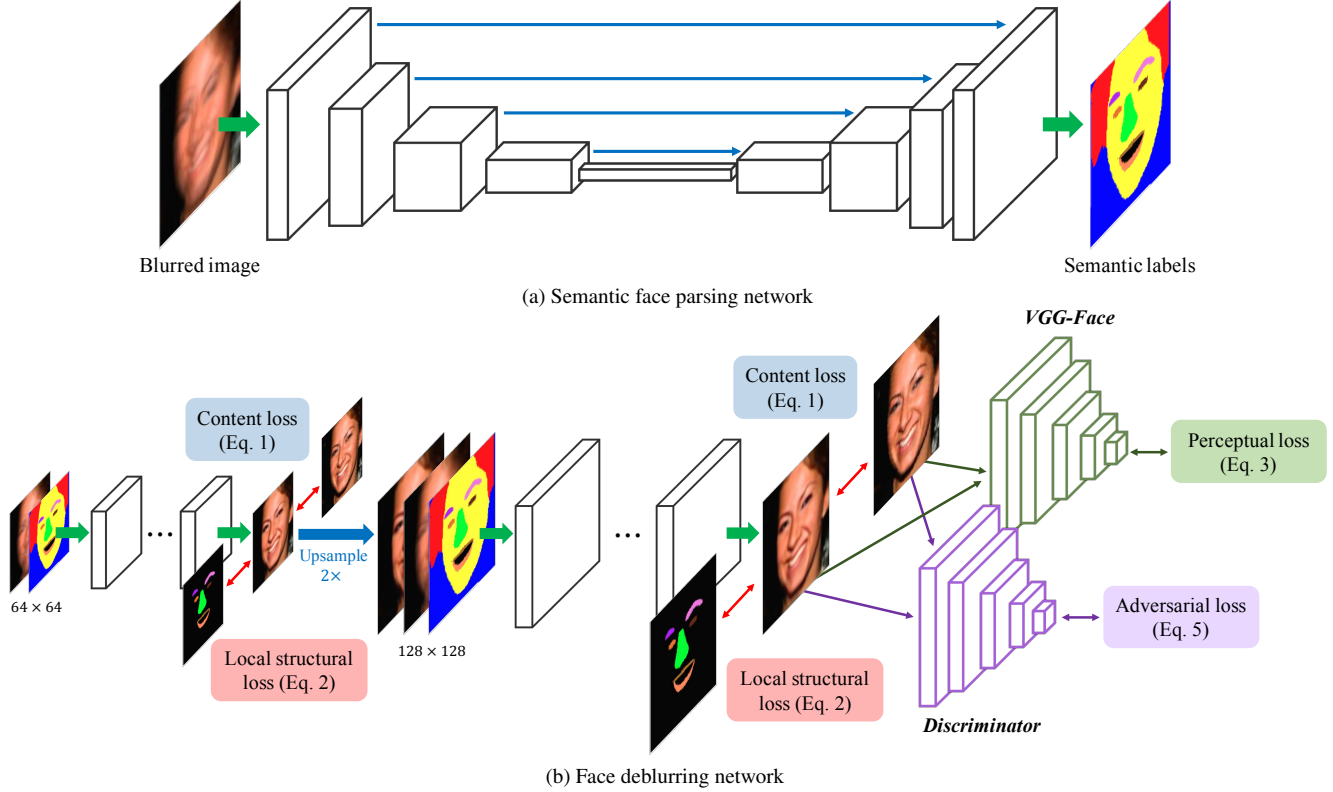 Blurred image
Semantic labels
(a) Semantic face parsing network
VGG-Face
Content loss
(Eq. 1)
Content loss
(Eq. 1)
Perceptual loss
(Eq. 3)
Upsample
2×
64 × 64
128 × 128
Local structural
loss (Eq. 2)
Local structural
loss (Eq. 2)
Adversarial loss
(Eq. 5)
Discriminator
(b) Face deblurring network